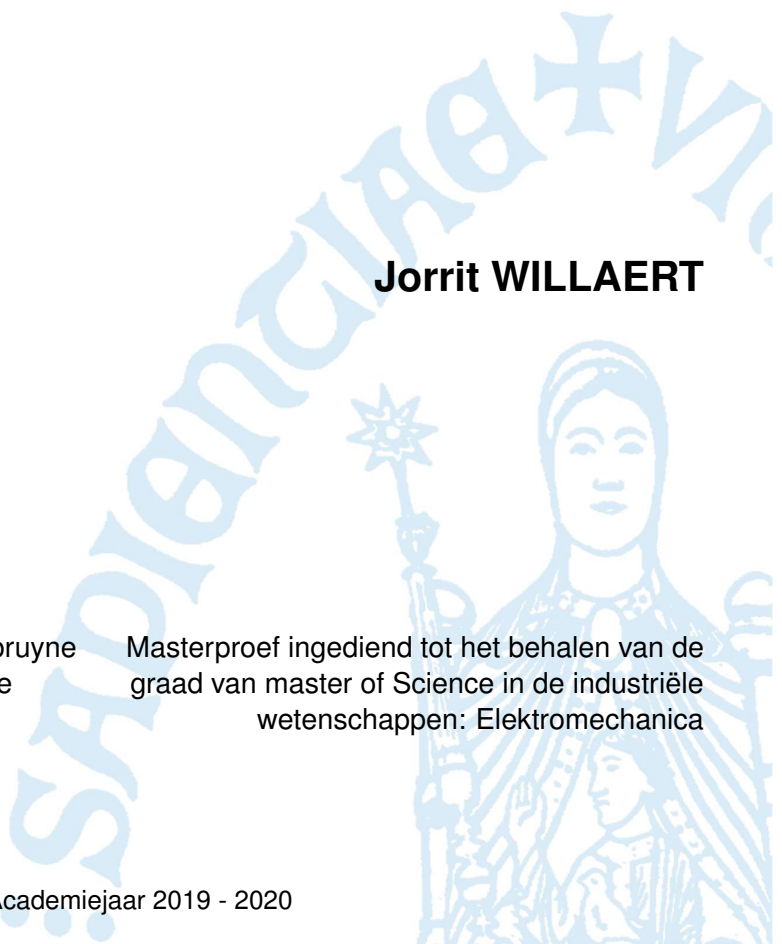 Jorrit WILLAERT
Masterproef ingediend tot het behalen van de
graad van master of Science in de industriële
wetenschappen: Elektromechanica
Academiejaar 2019 - 2020
SAPIENTIAE